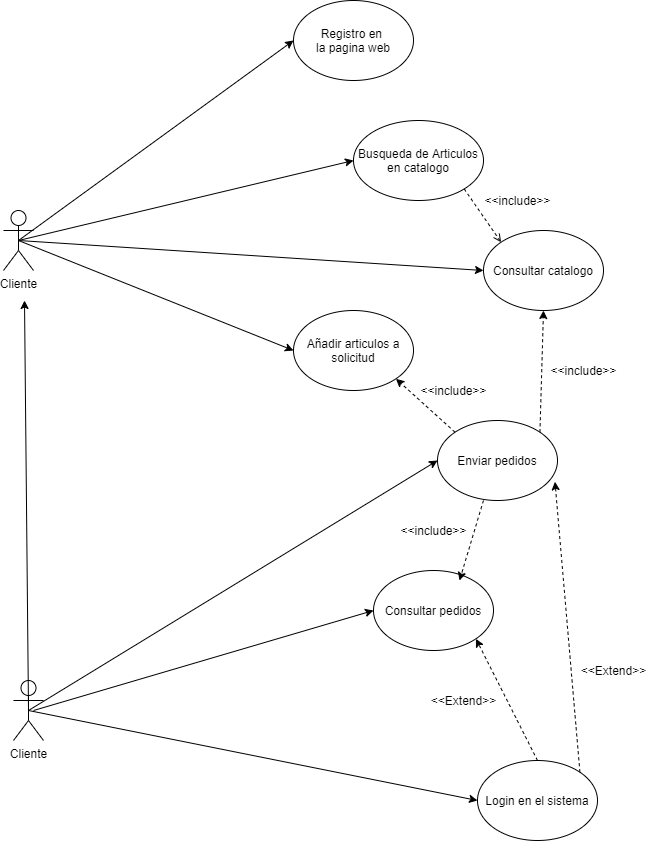 Registro en
la pagina web
Busqueda de Articulos
en catalogo
<<include>>
Cliente
Consultar catalogo
Añadir articulos a
solicitud
<<include>>
<<include>>
Enviar pedidos
<<include>>
Consultar pedidos
<<Extend>>
<<Extend>>
Cliente
Login en el sistema